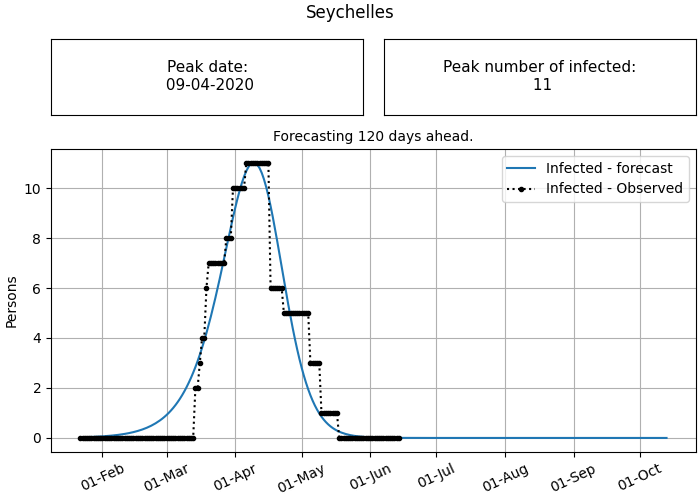 Seychelles
Peak date:
09-04-2020
Peak number of infected:
11
Forecasting 120 days ahead.
Infected - forecast
Infected - Observed
Persons
10
8
6
4
2
0
01-Feb
01-Mar
01-Apr
01-May
01-Jun
01-Jul
01-Aug
01-Sep
01-Oct